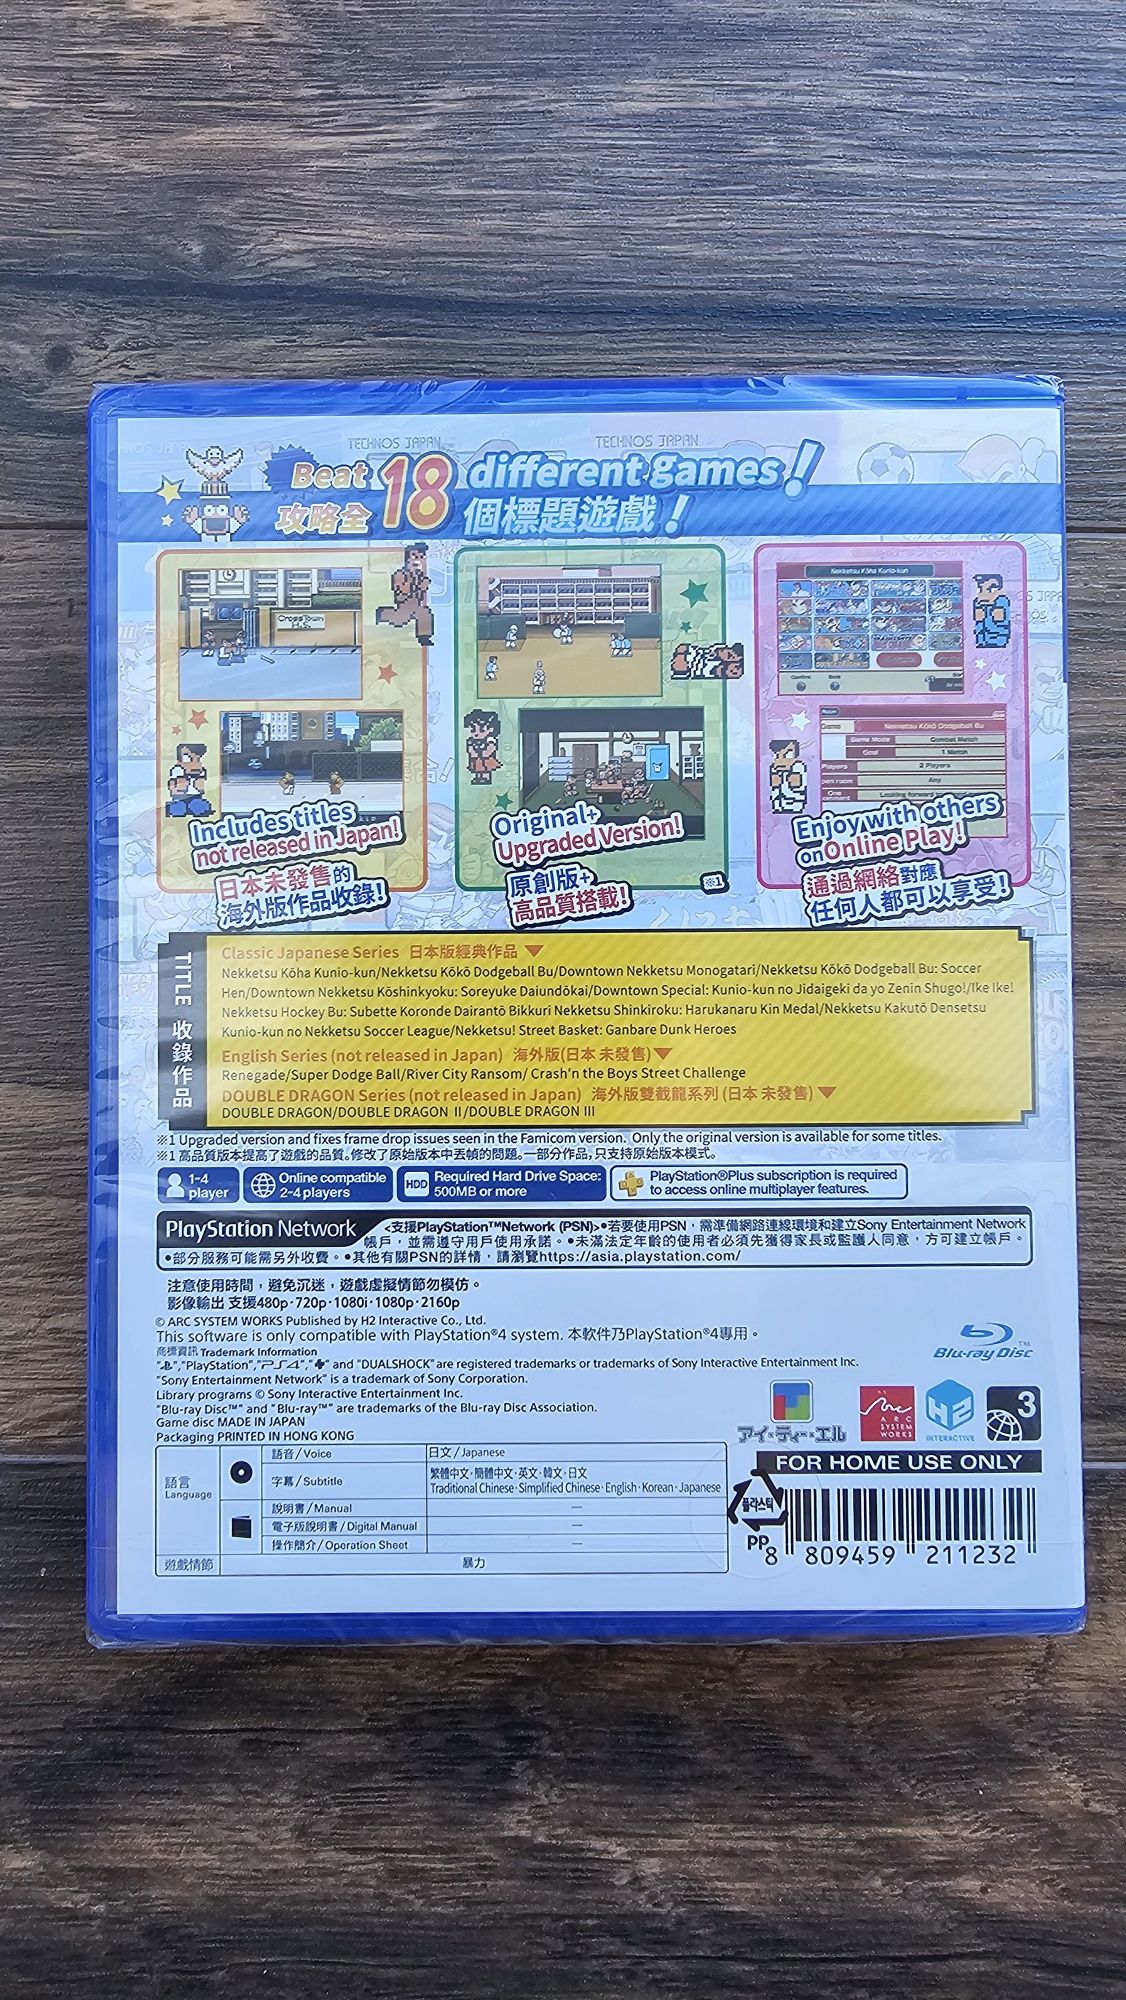 TECHNOS JAPAN
TECHNOS JAPAN
Beat 18 different games!
攻略全18個標題遊戲!
CrossTown
H.S.
Nekketsu Kōha Kunio-kun
Game Nekketsu Kōkō Dodgeball Bu
Game Mode Combat Match
Goal 1 Match
Players 2 Players
Any
Includes titles
not released in Japan!
日本未發售的
海外版作品收錄!
Original+
Upgraded Version!
原創版+
高品質搭載!
※1
Enjoy with others
on Online Play!
通過網絡對應
任何人都可以享受!
TITLE 收錄作品
Classic Japanese Series 日本版經典作品 ▼
Nekketsu Kōha Kunio-kun/Nekketsu Kōkō Dodgeball Bu/Downtown Nekketsu Monogatari/Nekketsu Kōkō Dodgeball Bu: Soccer
Hen/Downtown Nekketsu Kōshinkyoku: Soreyuke Daiundōkai/Downtown Special: Kunio-kun no Jidaigeki da yo Zenin Shugo!/Ike Ike!
Nekketsu Hockey Bu: Subette Koronde Dairantō Bikkuri Nekketsu Shinkiroku: Harukanaru Kin Medal/Nekketsu Kakutō Densetsu
Kunio-kun no Nekketsu Soccer League/Nekketsu! Street Basket: Ganbare Dunk Heroes
English Series (not released in Japan) 海外版(日本 未發售)▼
Renegade/Super Dodge Ball/River City Ransom/ Crash'n the Boys Street Challenge
DOUBLE DRAGON Series (not released in Japan) 海外版雙截龍系列 (日本 未發售) ▼
DOUBLE DRAGON/DOUBLE DRAGON II/DOUBLE DRAGON III
※1 Upgraded version and fixes frame drop issues seen in the Famicom version. Only the original version is available for some titles.
※1 高品質版本提高了遊戲的品質。修改了原始版本中丟幀的問題。一部分作品,只支持原始版本模式。
1-4
player
Online compatible
2-4 players
HDD
Required Hard Drive Space:
500MB or more
PlayStation®Plus subscription is required
to access online multiplayer features.
PlayStation Network <支援PlayStation™Network (PSN)>•若要使用PSN,需準備網路連線環境和建立Sony Entertainment Network
帳戶,並需遵守用戶使用承諾。•未滿法定年齡的使用者必須先獲得家長或監護人同意,方可建立帳戶。
•部分服務可能需另外收費。•其他有關PSN的詳情,請瀏覽https://asia.playstation.com/
注意使用時間,避免沉迷,遊戲虛擬情節勿模仿。
影像輸出 支援480p·720p·1080i·1080p·2160p
© ARC SYSTEM WORKS Published by H2 Interactive Co., Ltd.
This software is only compatible with PlayStation®4 system. 本軟件乃PlayStation®4專用。
商標資訊 Trademark Information
"PS","PlayStation","PS4","✚" and "DUALSHOCK" are registered trademarks or trademarks of Sony Interactive Entertainment Inc.
"Sony Entertainment Network" is a trademark of Sony Corporation.
Library programs © Sony Interactive Entertainment Inc.
"Blu-ray Disc™" and "Blu-ray™" are trademarks of the Blu-ray Disc Association.
Game disc MADE IN JAPAN
Packaging PRINTED IN HONG KONG
Blu-ray Disc™
アイ・ティー・エル
ARC
SYSTEM
WORKS
H2
INTERACTIVE
3
FOR HOME USE ONLY
語言
Language
語音/Voice 日文/Japanese
字幕/Subtitle 繁體中文·簡體中文·英文·韓文·日文
Traditional Chinese·Simplified Chinese·English·Korean·Japanese
說明書/Manual —
電子版說明書/Digital Manual —
操作簡介/Operation Sheet —
遊戲情節 暴力
플라스틱
PP
8 809459 211232